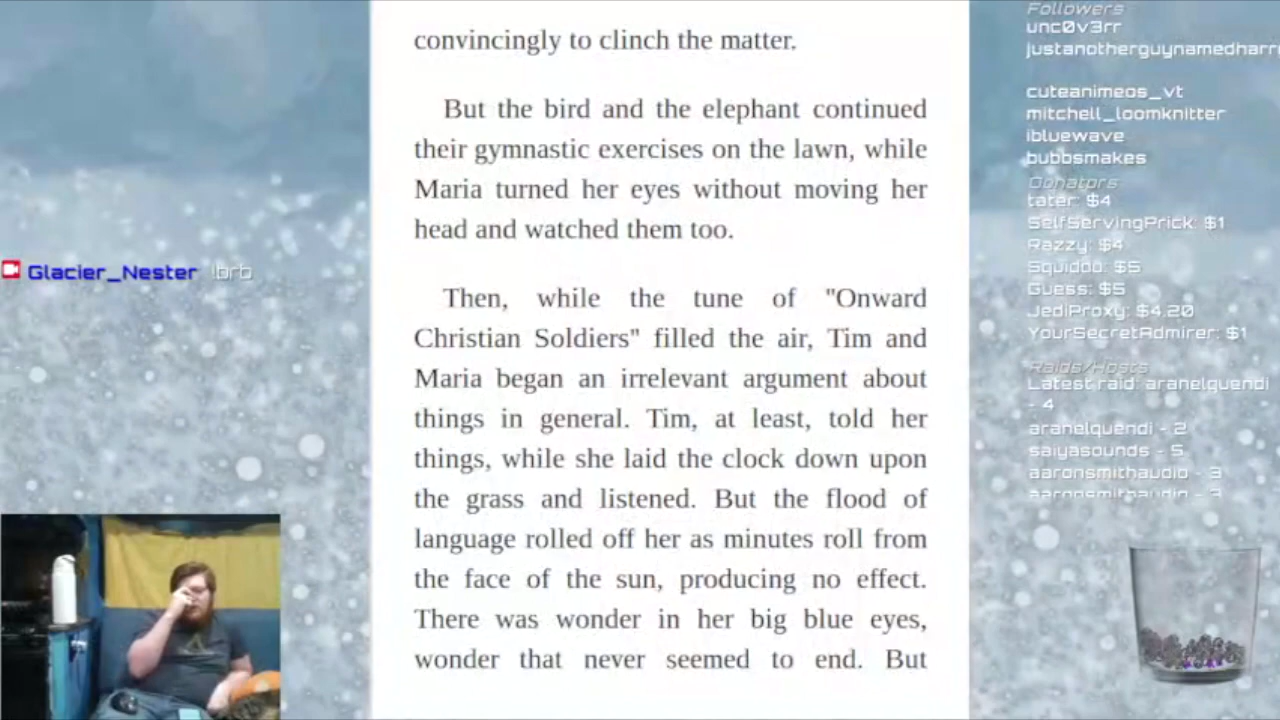 convincingly to clinch the matter.
But the bird and the elephant continued
their gymnastic exercises on the lawn, while
Maria turned her eyes without moving her
head and watched them too.
Then, while the tune of "Onward
Christian Soldiers" filled the air, Tim and
Maria began an irrelevant argument about
things in general. Tim, at least, told her
things, while she laid the clock down upon
the grass and listened. But the flood of
language rolled off her as minutes roll from
the face of the sun, producing no effect.
There was wonder in her big blue eyes,
wonder that never seemed to end. But
Glacier_Nester !brb
Followers
unc0v3rr
cuteanimeos_vt
mitchell_loomknitter
ibluewave
bubbsmakes
Donators
tater: $4
SelfServingPrick: $1
Razzy: $4
Squidoo: $5
Guess: $5
JediProxy: $4.20
YourSecretAdmirer: $1
Raids/Hosts
Latest raid: arahelquendi
- 4
arahelquendi - 2
saiyasounds - 5
aaronsmithaudio - 3
aaronsmithaudio - 3